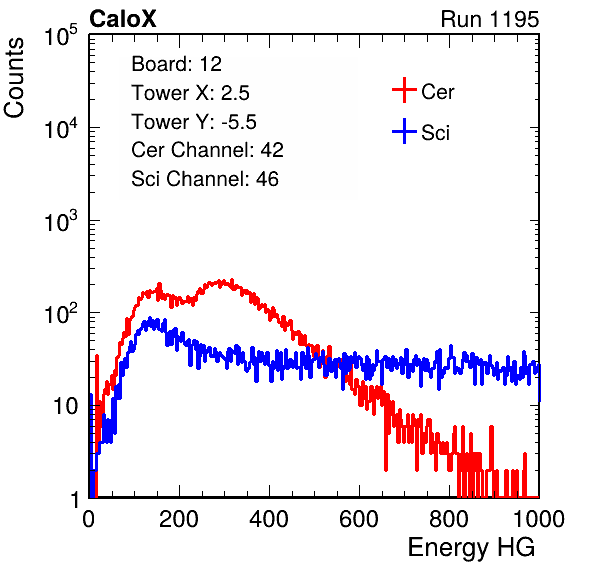 CaloX Run 1195
Counts
10^5
10^4
10^3
10^2
10
1
Board: 12
Tower X: 2.5
Tower Y: -5.5
Cer Channel: 42
Sci Channel: 46
Cer
Sci
0 200 400 600 800 1000
Energy HG